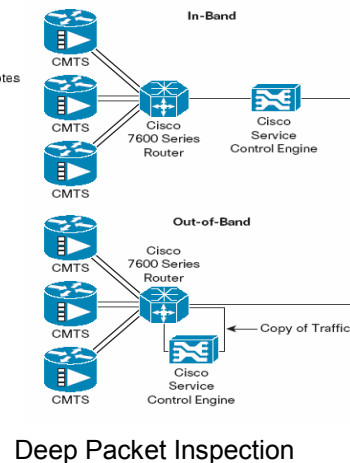 In-Band
CMTS
CMTS
Cisco
7600 Series
Router
Cisco
Service
Control Engine
CMTS
Out-of-Band
CMTS
Cisco
7600 Series
Router
CMTS
Copy of Traffic
Cisco
Service
Control Engine
CMTS
Deep Packet Inspection